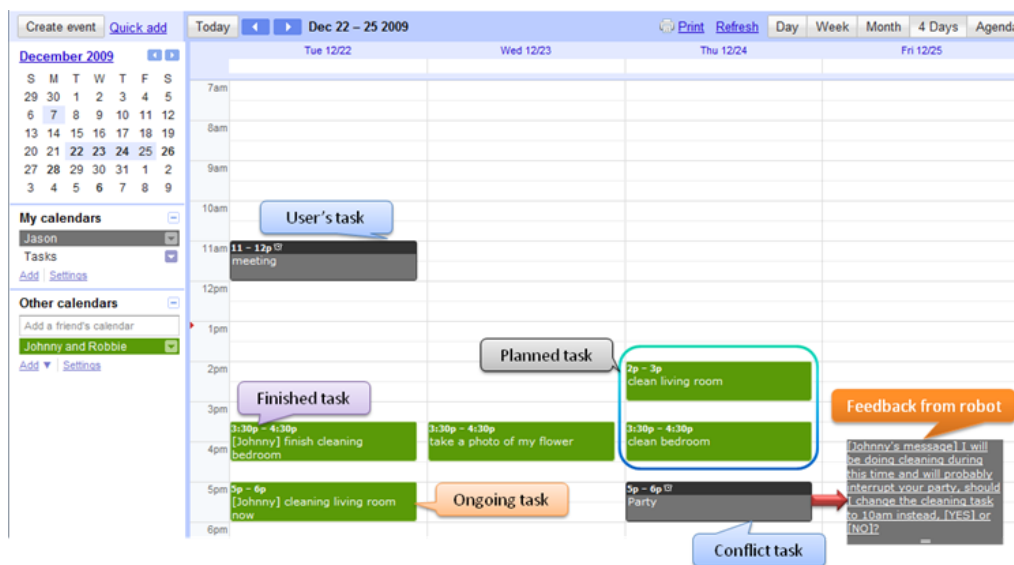 Create event Quick add
Today Dec 22 – 25 2009 Print Refresh Day Week Month 4 Days Agenda
December 2009
S M T W T F S
29 30 1 2 3 4 5
6 7 8 9 10 11 12
13 14 15 16 17 18 19
20 21 22 23 24 25 26
27 28 29 30 31 1 2
3 4 5 6 7 8 9
My calendars
Jason
Tasks
Add Settings
Other calendars
Add a friend's calendar
Johnny and Robbie
Add Settings
Tue 12/22 Wed 12/23 Thu 12/24 Fri 12/25
7am
8am
9am
10am
User's task
11am
11 – 12p
meeting
12pm
1pm
Planned task
2pm
2p – 3p
clean living room
Finished task
3pm
Feedback from robot
3:30p – 4:30p
[Johnny] finish cleaning
bedroom
3:30p – 4:30p
take a photo of my flower
3:30p – 4:30p
clean bedroom
4pm
[Johnny's message] I will
be doing cleaning during
this time and will probably
interrupt your party, should
I change the cleaning task
to 10am instead, [YES] or
[NO]?
5pm
5p – 6p
[Johnny] cleaning living room
now
Ongoing task
5p – 6p
Party
6pm
Conflict task